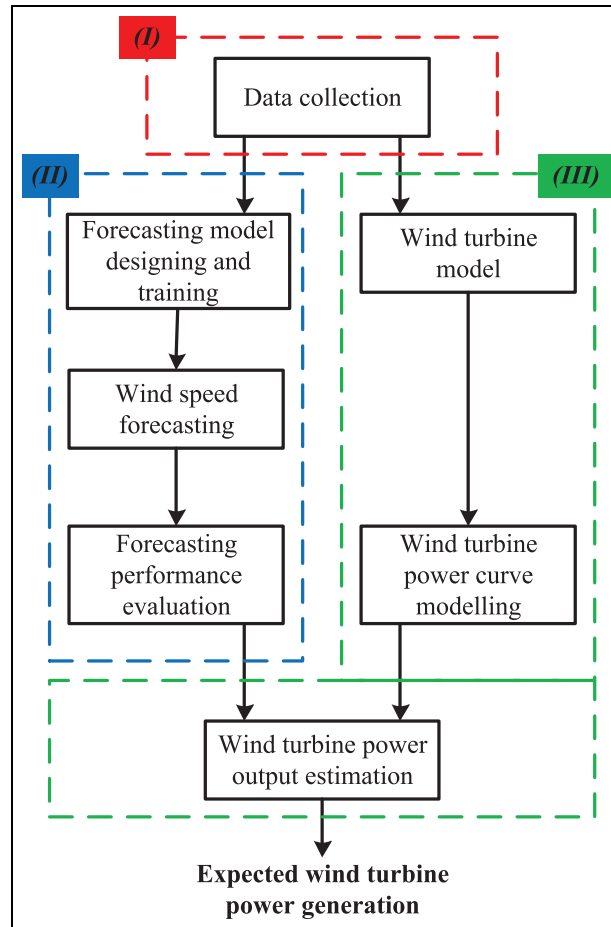 (I)
Data collection
(II)
(III)
Forecasting model
designing and
training
Wind turbine
model
Wind speed
forecasting
Forecasting
performance
evaluation
Wind turbine
power curve
modelling
Wind turbine power
output estimation
Expected wind turbine
power generation